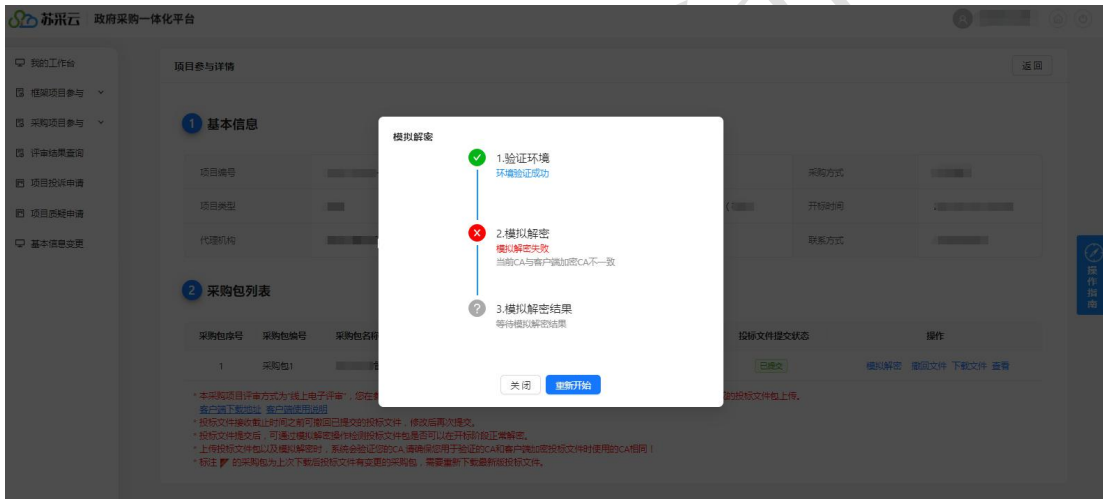 苏采云 政府采购一体化平台
我的工作台
框架项目参与
采购项目参与
评审结果查询
项目投诉申请
项目质疑申请
基本信息变更
项目参与详情
返回
1 基本信息
项目编号
采购方式
项目类型
开标时间
代理机构
联系方式
2 采购包列表
采购包序号 采购包编号 采购包名称
投标文件提交状态 操作
1 采购包1
已提交 模拟解密 撤回文件 下载文件 查看
* 本采购项目评审方式为"线上电子评审"，您在
的投标文件包上传。
客户端下载地址 客户端使用说明
* 投标文件接收截止时间之前可撤回已提交的投标文件，修改后再次提交。
* 投标文件提交后，可通过模拟解密操作检测投标文件包是否可以在开标阶段正常解密。
* 上传投标文件包以及模拟解密时，系统会验证您的CA,请确保您用于验证的CA和客户端加密投标文件时使用的CA相同！
* 标注 的采购包为上次下载后投标文件有变更的采购包，需要重新下载最新版投标文件。
模拟解密
1.验证环境
环境验证成功
2.模拟解密
模拟解密失败
当前CA与客户端加密CA不一致
3.模拟解密结果
等待模拟解密结果
关闭 重新开始
操作指南